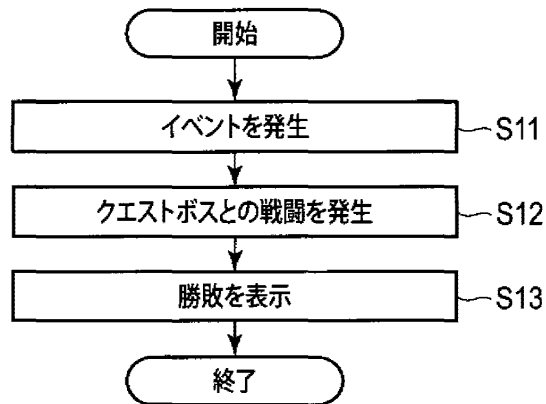 開始
イベントを発生
S11
クエストボスとの戦闘を発生
S12
勝敗を表示
S13
終了